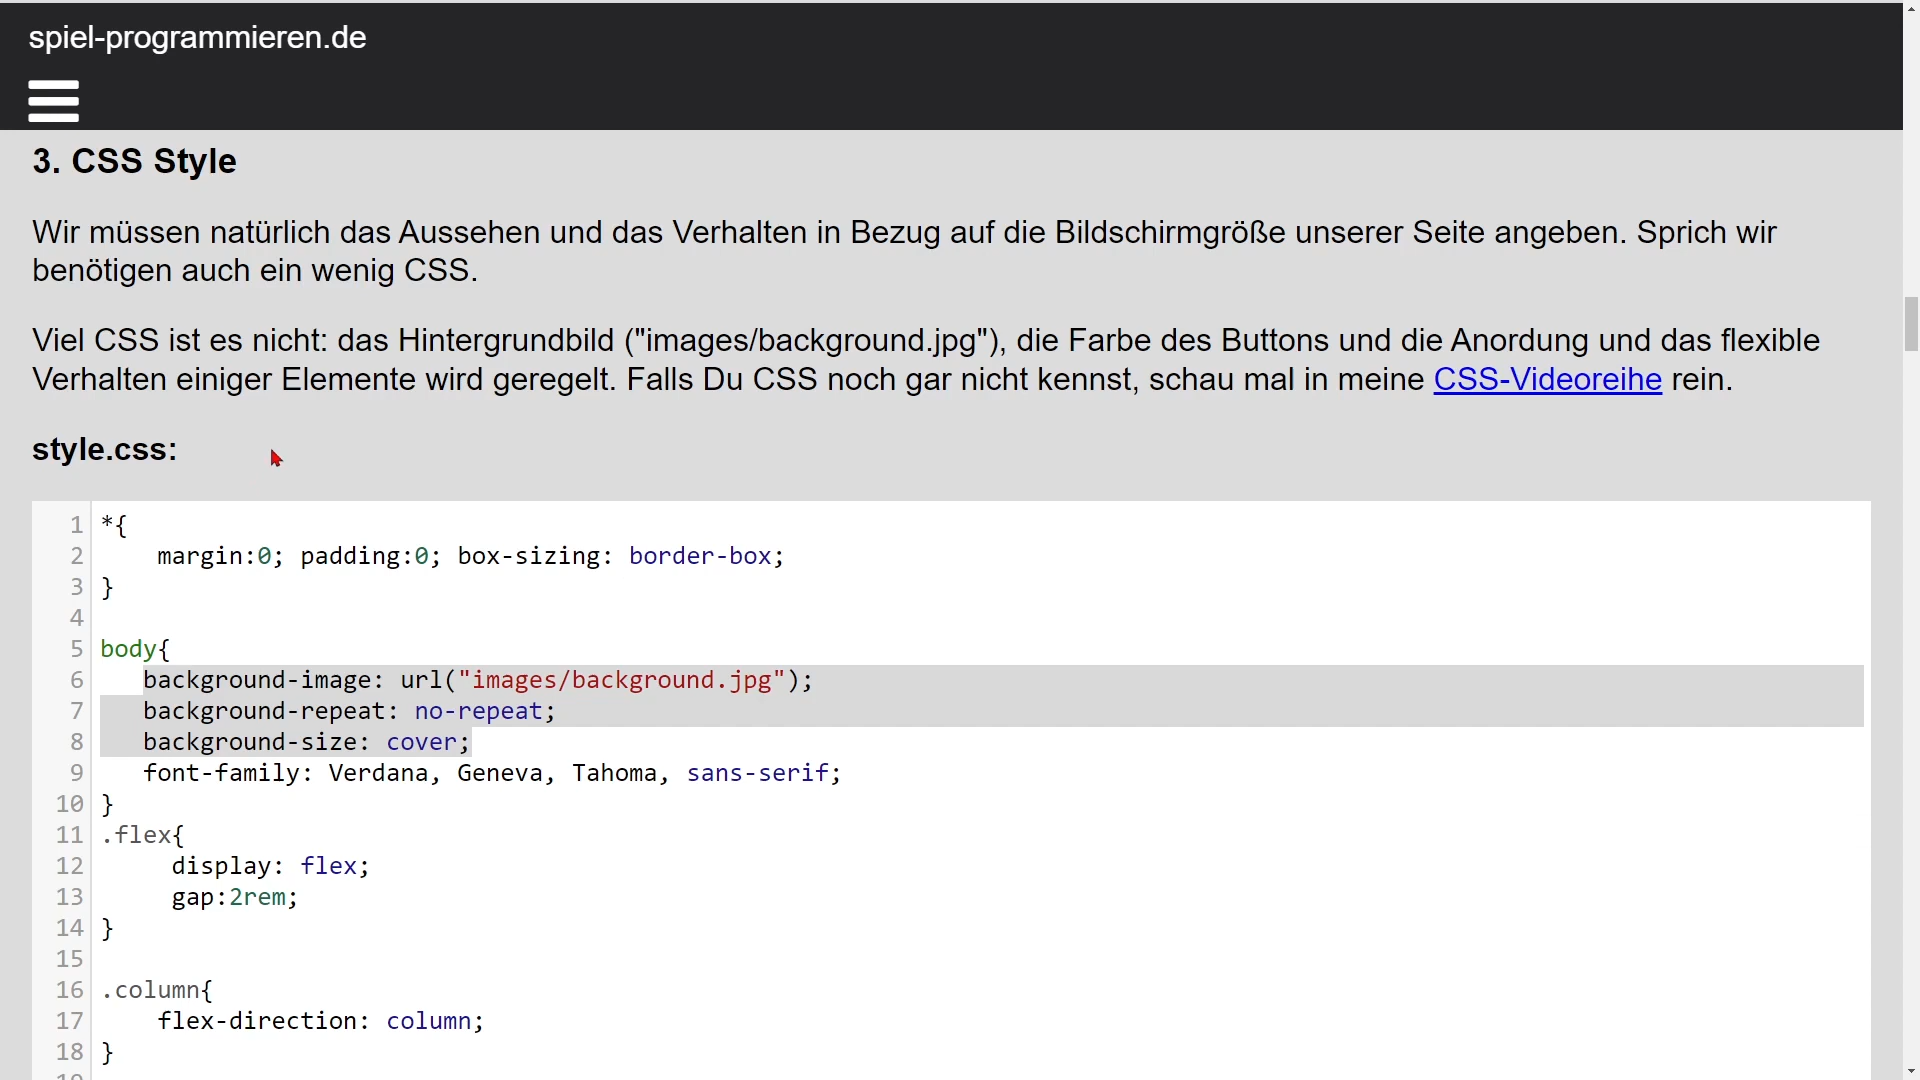 spiel-programmieren.de
3. CSS Style
Wir müssen natürlich das Aussehen und das Verhalten in Bezug auf die Bildschirmgröße unserer Seite angeben. Sprich wir
benötigen auch ein wenig CSS.
Viel CSS ist es nicht: das Hintergrundbild ("images/background.jpg"), die Farbe des Buttons und die Anordung und das flexible
Verhalten einiger Elemente wird geregelt. Falls Du CSS noch gar nicht kennst, schau mal in meine CSS-Videoreihe rein.
style.css:
1 *{
2 margin:0; padding:0; box-sizing: border-box;
3 }
4
5 body{
6 background-image: url("images/background.jpg");
7 background-repeat: no-repeat;
8 background-size: cover;
9 font-family: Verdana, Geneva, Tahoma, sans-serif;
10 }
11 .flex{
12 display: flex;
13 gap:2rem;
14 }
15
16 .column{
17 flex-direction: column;
18 }
19